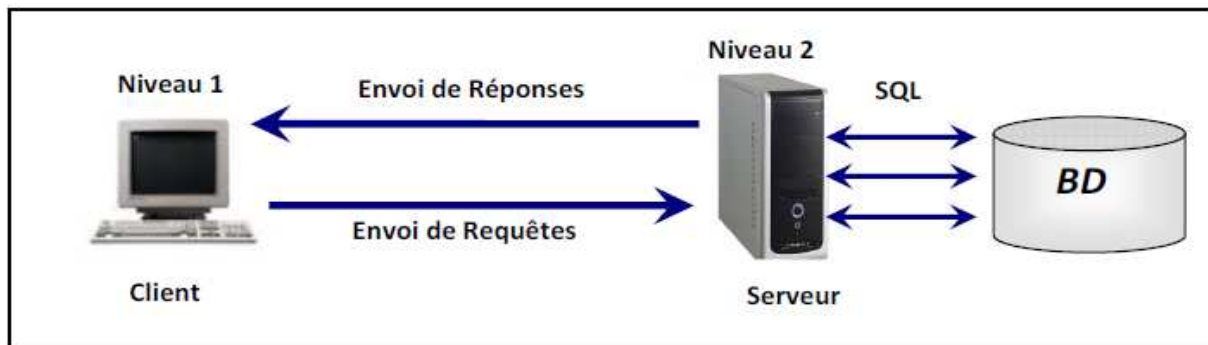 Niveau 1
Envoi de Réponses
Niveau 2
SQL
BD
Envoi de Requêtes
Client
Serveur